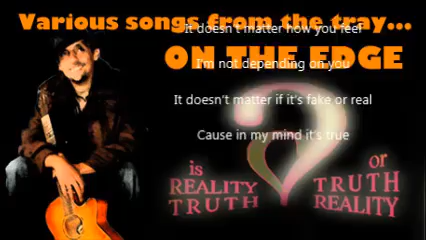 Various songs from the tray...
It doesn't matter how you feel
ON THE EDGE
I'm not depending on you
It doesn't matter if it's fake or real
Cause in my mind it's true
is
REALITY
TRUTH
?
or
TRUTH
REALITY